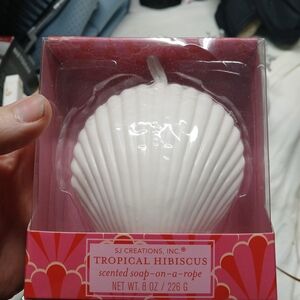 SJ CREATIONS, INC.®
TROPICAL HIBISCUS
scented soap-on-a-rope
NET WT. 8 OZ / 226 G